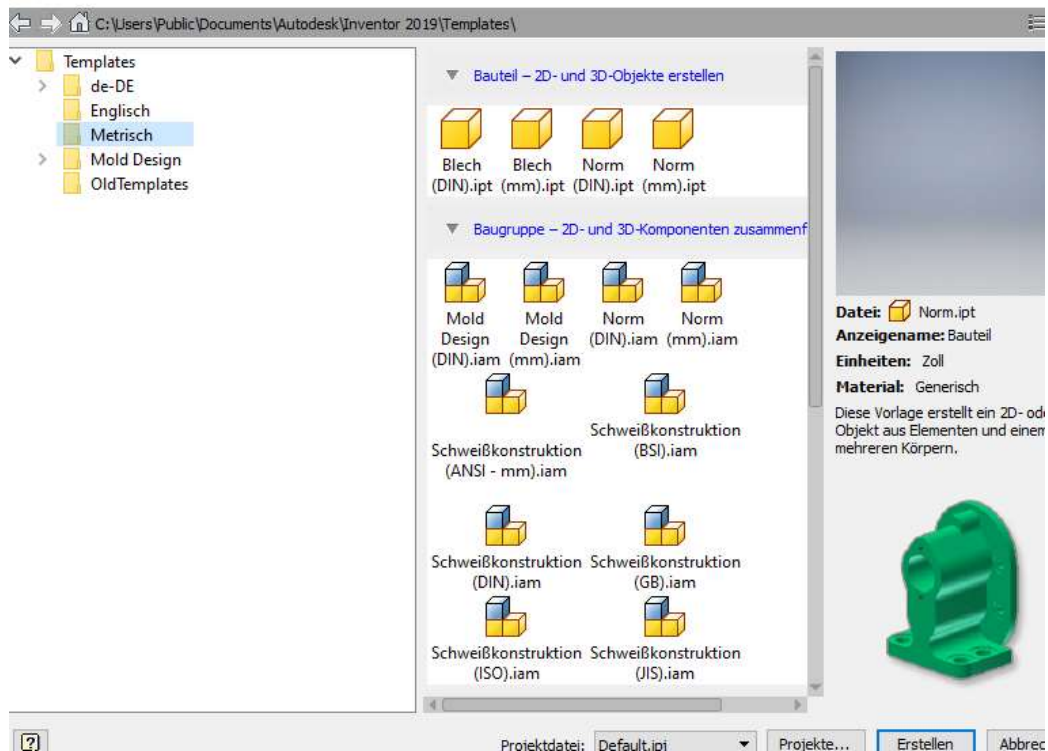 C:\Users\Public\Documents\Autodesk\Inventor 2019\Templates\
Templates
de-DE
Englisch
Metrisch
Mold Design
OldTemplates
Bauteil – 2D- und 3D-Objekte erstellen
Blech (DIN).ipt
Blech (mm).ipt
Norm (DIN).ipt
Norm (mm).ipt
Baugruppe – 2D- und 3D-Komponenten zusammenf
Mold Design (DIN).iam
Mold Design (mm).iam
Norm (DIN).iam
Norm (mm).iam
Schweißkonstruktion (ANSI - mm).iam
Schweißkonstruktion (BSI).iam
Schweißkonstruktion (DIN).iam
Schweißkonstruktion (GB).iam
Schweißkonstruktion (ISO).iam
Schweißkonstruktion (JIS).iam
Datei: Norm.ipt
Anzeigename: Bauteil
Einheiten: Zoll
Material: Generisch
Diese Vorlage erstellt ein 2D- ode
Objekt aus Elementen und einem
mehreren Körpern.
Projektdatei: Default.ipj
Projekte...
Erstellen
Abbrec